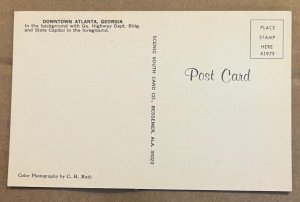 DOWNTOWN ATLANTA, GEORGIA
In the background with Ga. Highway Dept. Bldg.
and State Capitol in the foreground.
Color Photography by C. H. Ruth
SCENIC SOUTH CARD CO., BESSEMER, ALA. 35020
Post Card
PLACE
STAMP
HERE
41973